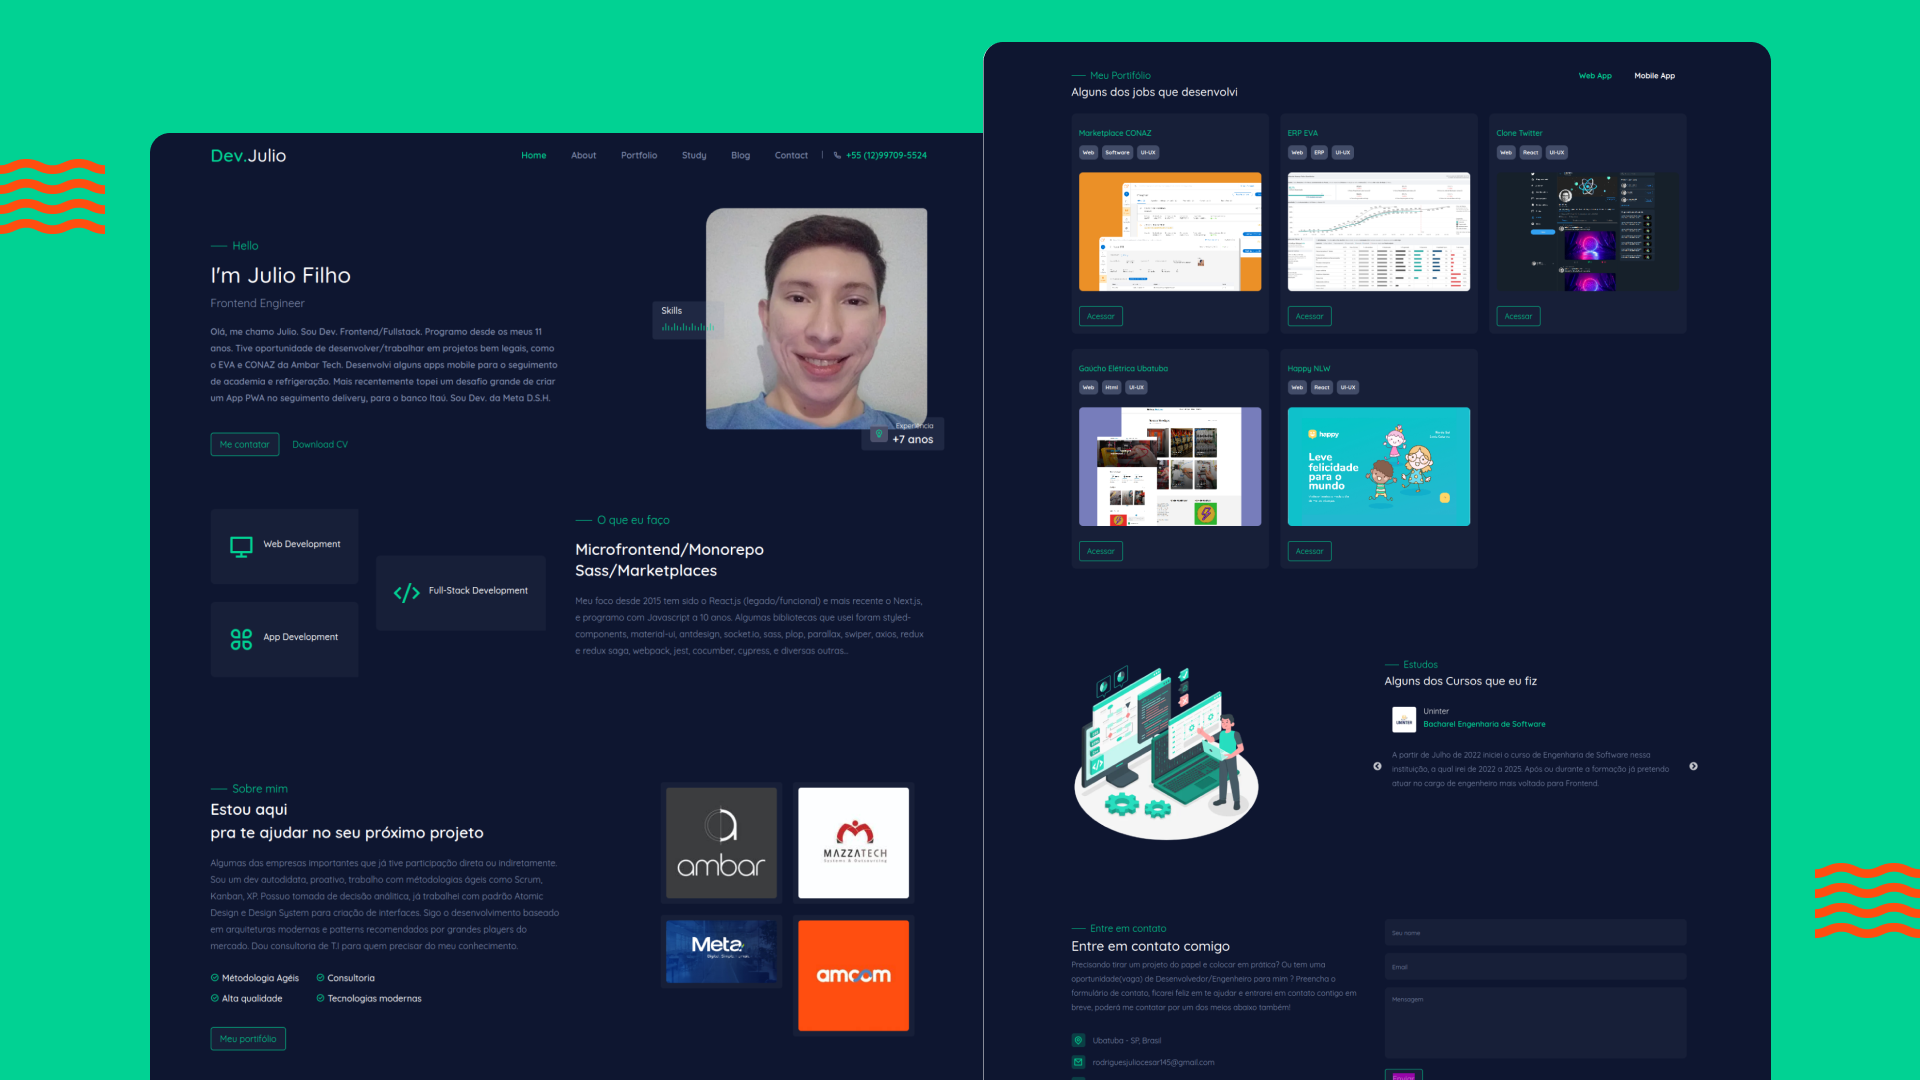 Dev.Julio
Home
About
Portfolio
Study
Blog
Contact
+55 (12)99709-5524
Hello
I'm Julio Filho
Frontend Engineer
Olá, me chamo Julio. Sou Dev. Frontend/Fullstack. Programo desde os meus 11
anos. Tive oportunidade de desenvolver/trabalhar em projetos bem legais, como
o EVA e CONAZ da Ambar Tech. Desenvolvi alguns apps mobile para o seguimento
de academia e refrigeração. Mais recentemente topei um desafio grande de criar
um App PWA no seguimento delivery, para o banco Itaú. Sou Dev. da Meta D.S.H.
Me contatar
Download CV
Skills
Experiência
+7 anos
Web Development
Full-Stack Development
App Development
O que eu faço
Microfrontend/Monorepo
Sass/Marketplaces
Meu foco desde 2015 tem sido o React.js (legado/funcional) e mais recente o Next.js,
e programo com Javascript a 10 anos. Algumas bibliotecas que usei foram styled-
components, material-ui, antdesign, socket.io, sass, plop, parallax, swiper, axios, redux
e redux saga, webpack, jest, cocumber, cypress, e diversas outras...
Sobre mim
Estou aqui
pra te ajudar no seu próximo projeto
Algumas das empresas importantes que já tive participação direta ou indiretamente.
Sou um dev autodidata, proativo, trabalho com métodologias ágeis como Scrum,
Kanban, XP. Possuo tomada de decisão análitica, já trabalhei com padrão Atomic
Design e Design System para criação de interfaces. Sigo o desenvolvimento baseado
em arquiteturas modernas e patterns recomendados por grandes players do
mercado. Dou consultoria de T.I para quem precisar do meu conhecimento.
Métodologia Agéis
Consultoria
Alta qualidade
Tecnologias modernas
Meu portifólio
ambar
MAZZATECH
Systems & Outsourcing
Meta
amcom
Meu Portifólio
Alguns dos jobs que desenvolvi
Web App
Mobile App
Marketplace CONAZ
Web
Software
UI-UX
Acessar
ERP EVA
Web
ERP
UI-UX
Acessar
Clone Twitter
Web
React
UI-UX
Acessar
Gaúcho Elétrica Ubatuba
Web
Html
UI-UX
Acessar
Happy NLW
Web
React
UI-UX
happy
Leve
felicidade
para o
mundo
Acessar
Estudos
Alguns dos Cursos que eu fiz
UNINTER
Uninter
Bacharel Engenharia de Software
A partir de Julho de 2022 iniciei o curso de Engenharia de Software nessa
instituição, a qual irei de 2022 a 2025. Após ou durante a formação já pretendo
atuar no cargo de engenheiro mais voltado para Frontend.
Entre em contato
Entre em contato comigo
Precisando tirar um projeto do papel e colocar em prática? Ou tem uma
oportunidade(vaga) de Desenvolvedor/Engenheiro para mim ? Preencha o
formulário de contato, ficarei feliz em te ajudar e entrarei em contato contigo em
breve, poderá me contatar por um dos meios abaixo também!
Ubatuba - SP, Brasil
rodriguesjuliocesar145@gmail.com
Seu nome
Email
Mensagem
Enviar